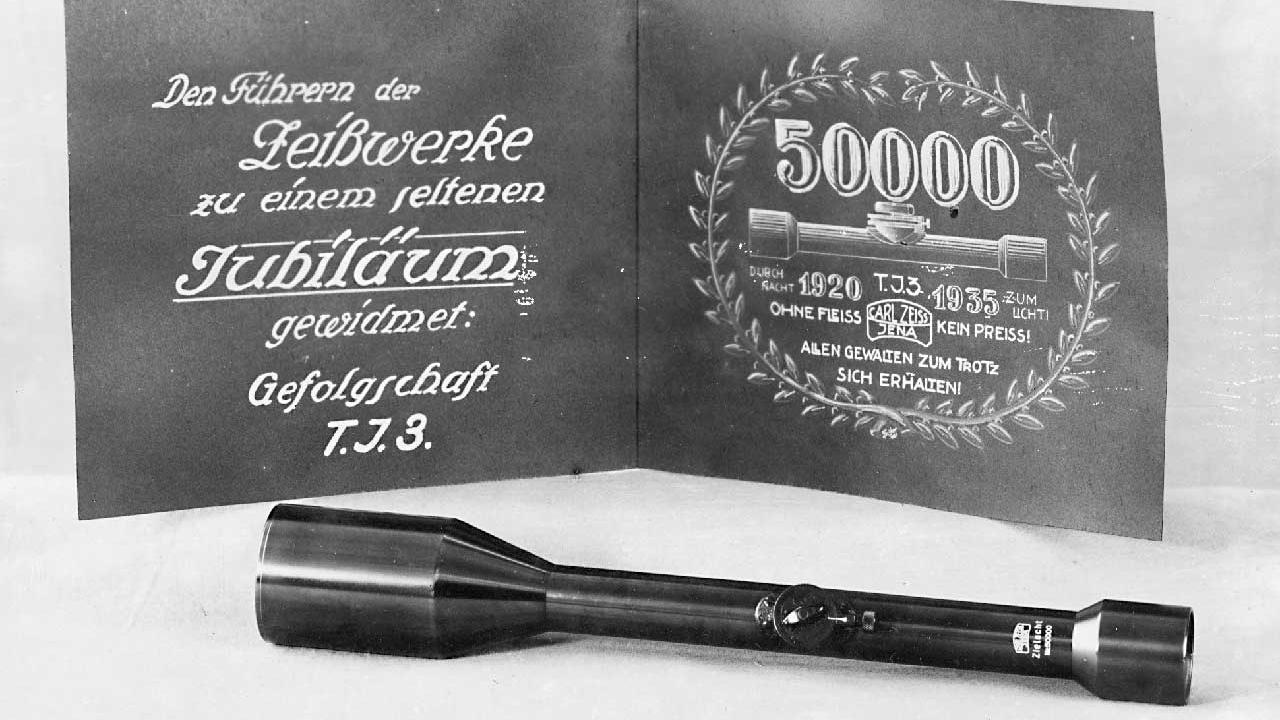 Den Führern der
Zeißwerke
zu einem seltenen
Jubiläum
gewidmet:
Gefolgschaft
T.J.3.
50000
DURCH NACHT 1920 T.J.3. 1935 ZUM LICHT!
OHNE FLEISS CARL ZEISS JENA KEIN PREISS!
ALLEN GEWALTEN ZUM TROTZ
SICH ERHALTEN!
Zielacht